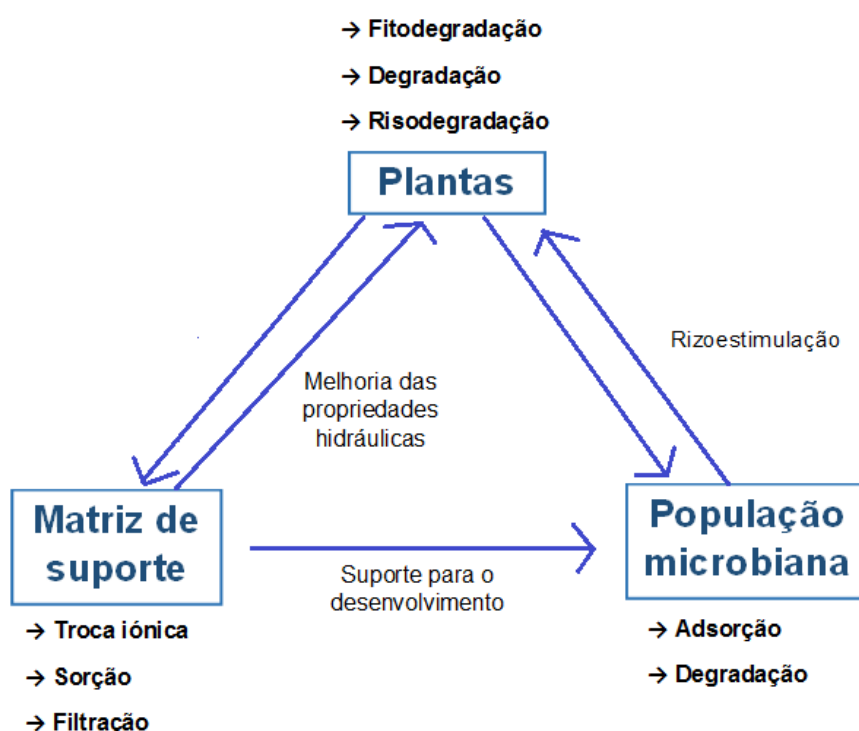 → Fitodegradação
→ Degradação
→ Risodegradação
Plantas
Rizoestimulação
Melhoria das
propriedades
hidráulicas
Matriz de
suporte
População
microbiana
Suporte para o
desenvolvimento
→ Troca iónica
→ Sorção
→ Filtração
→ Adsorção
→ Degradação